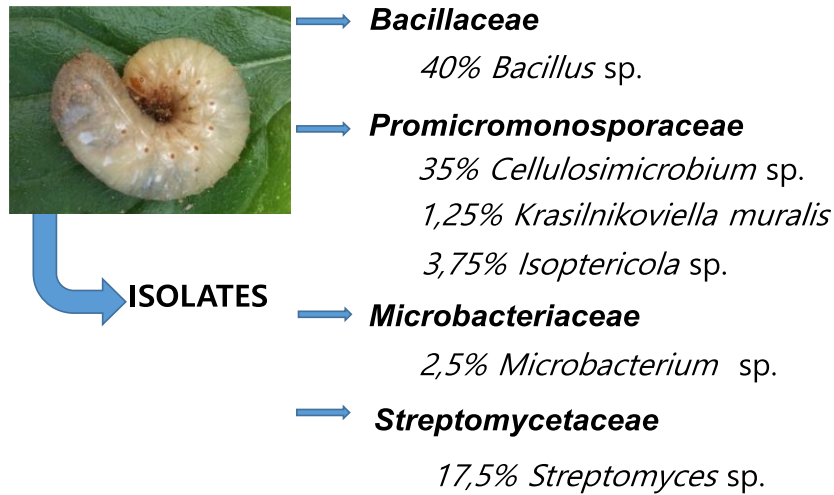 Bacillaceae
40% Bacillus sp.
Promicromonosporaceae
35% Cellulosimicrobium sp.
1,25% Krasilnikoviella muralis
3,75% Isoptericola sp.
ISOLATES
Microbacteriaceae
2,5% Microbacterium sp.
Streptomycetaceae
17,5% Streptomyces sp.